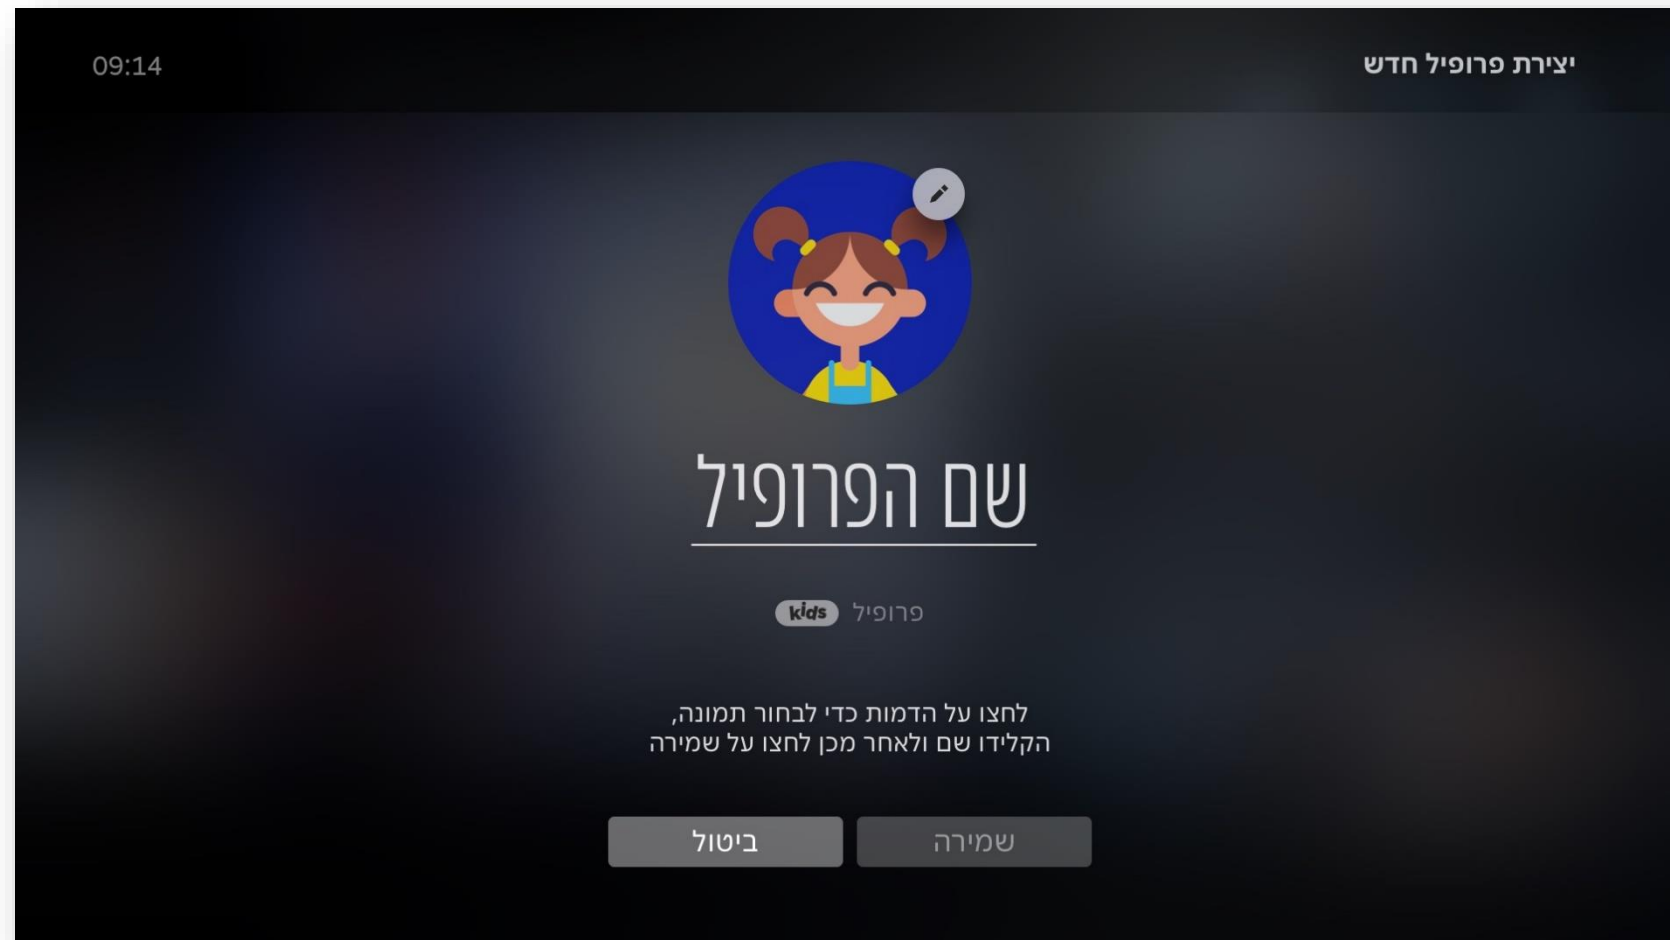 יצירת פרופיל חדש
09:14
שם הפרופיל
פרופיל kids
לחצו על הדמות כדי לבחור תמונה,
הקלידו שם ולאחר מכן לחצו על שמירה
שמירה
ביטול